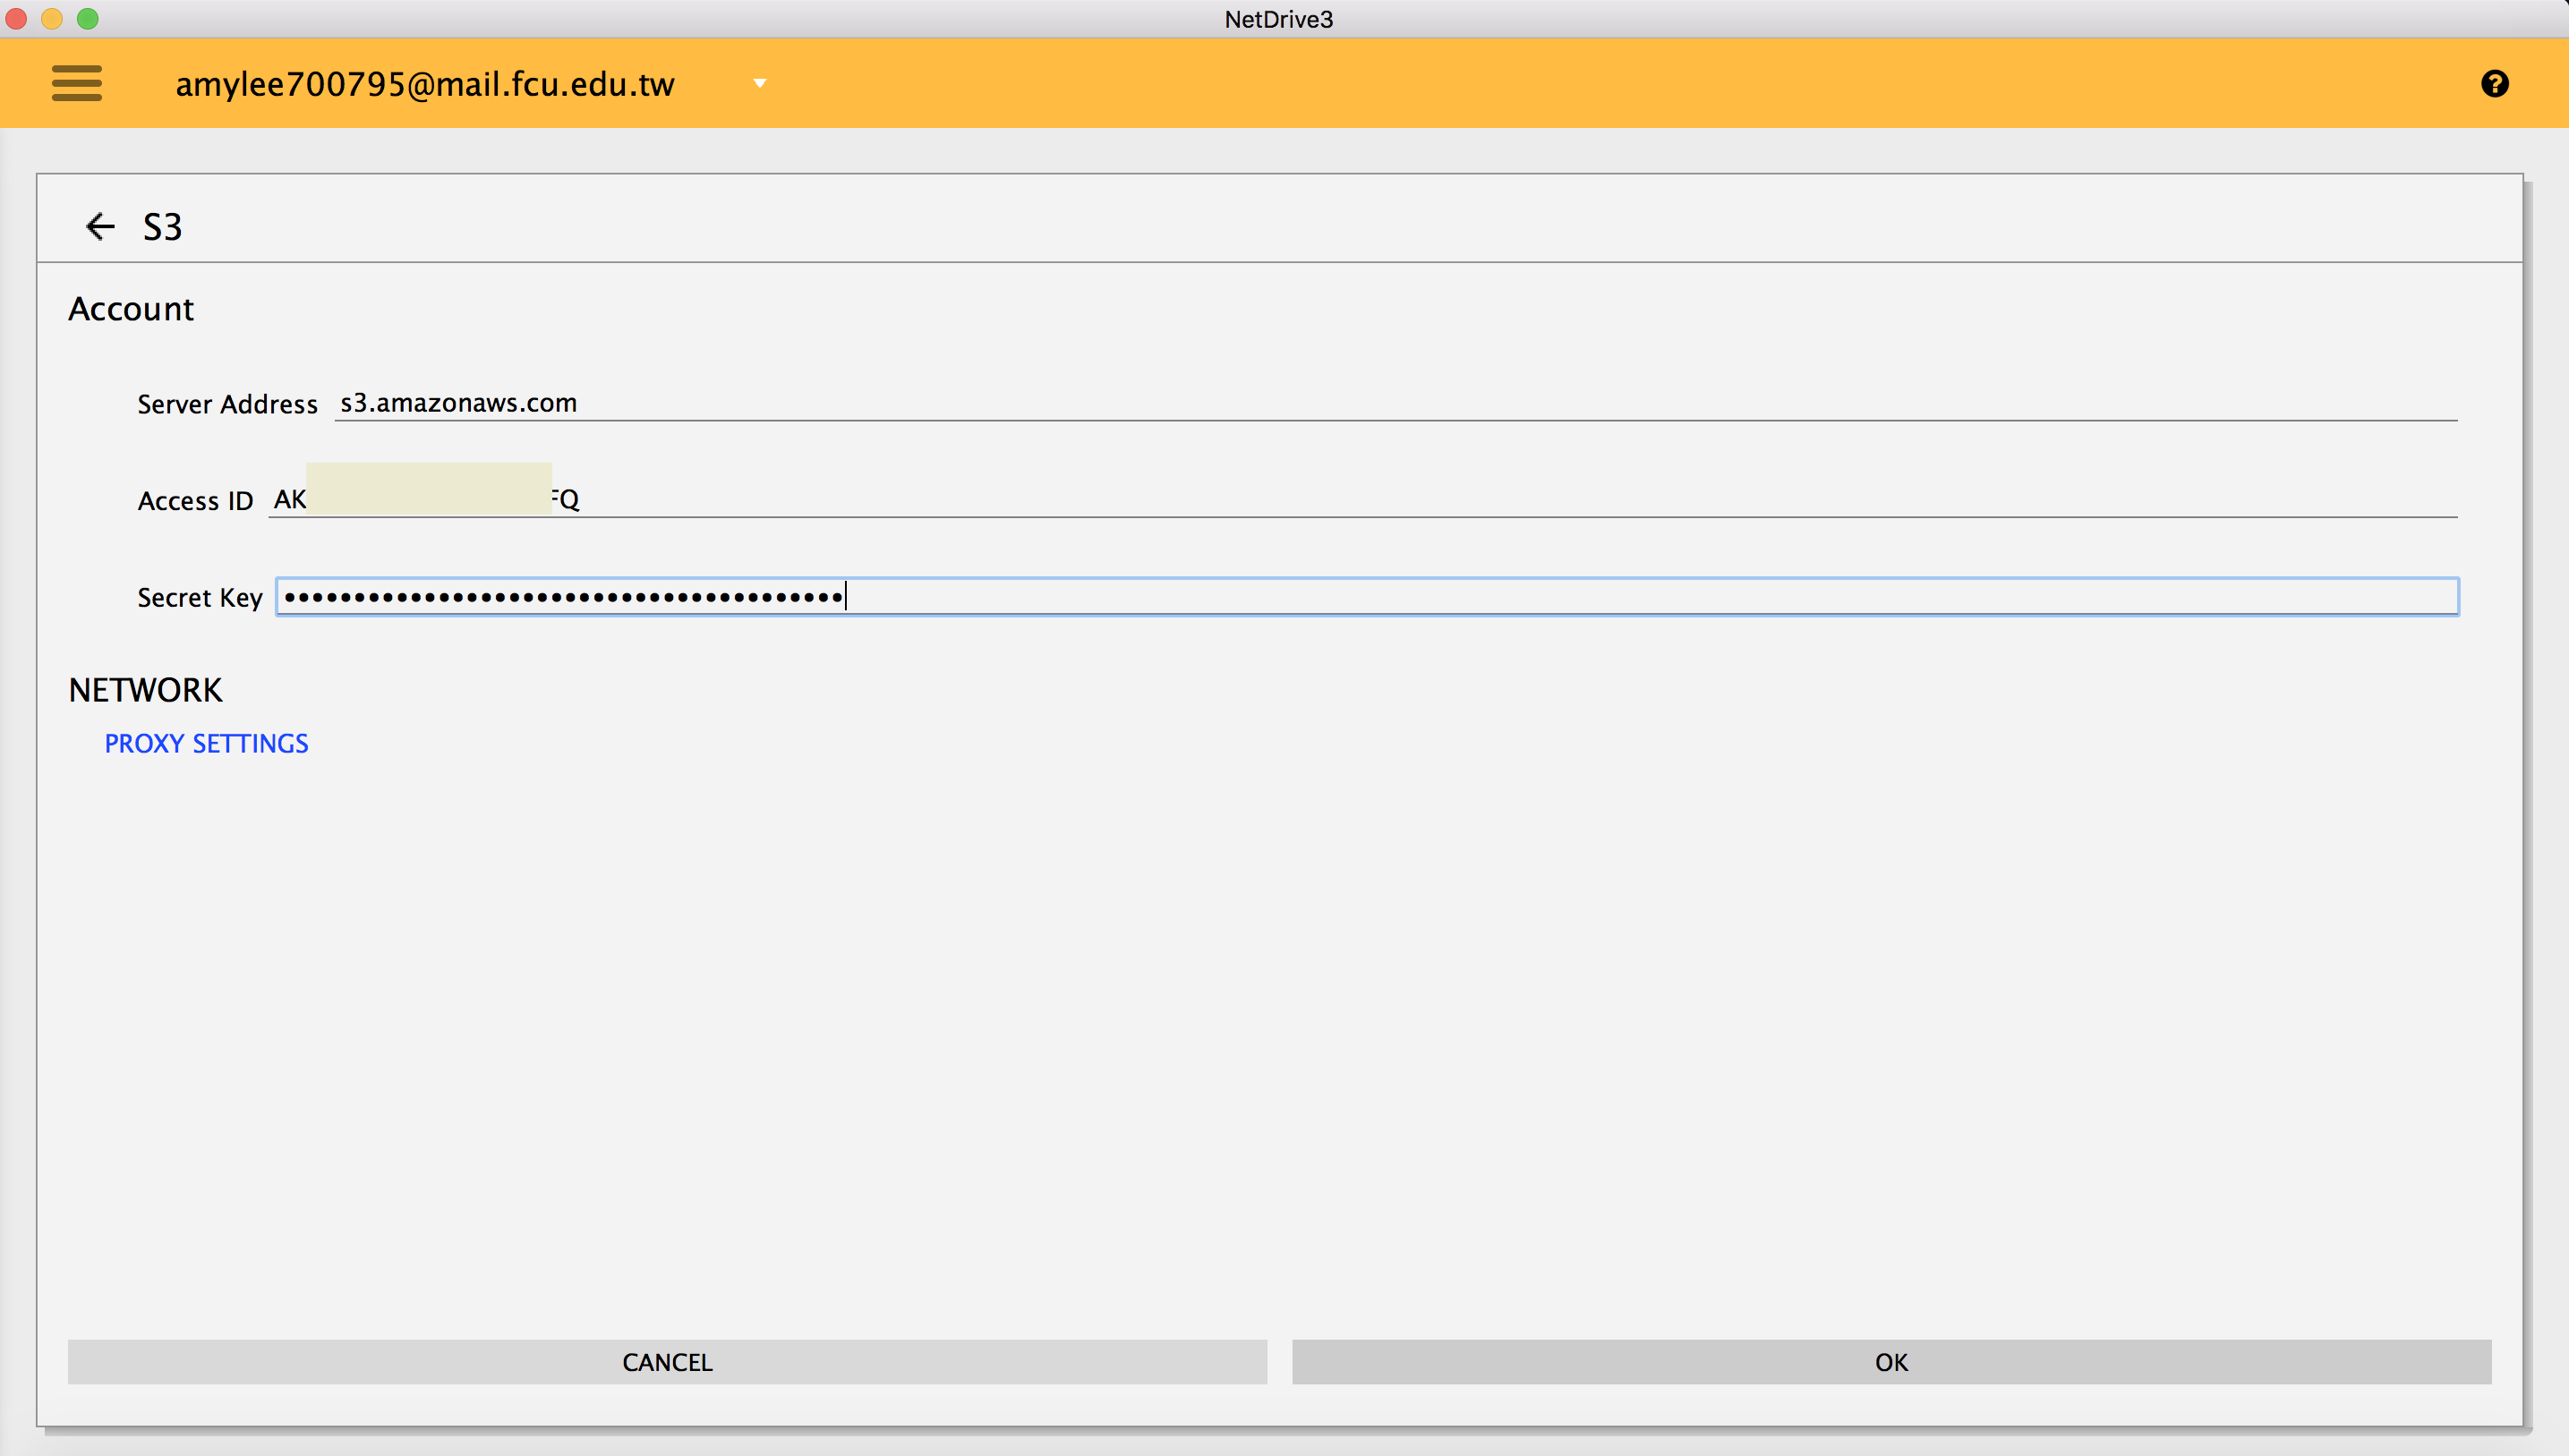 NetDrive3
amylee700795@mail.fcu.edu.tw
S3
Account
Server Address s3.amazonaws.com
Access ID AK FQ
Secret Key ••••••••••••••••••••••••••••••••••••••••
NETWORK
PROXY SETTINGS
CANCEL OK